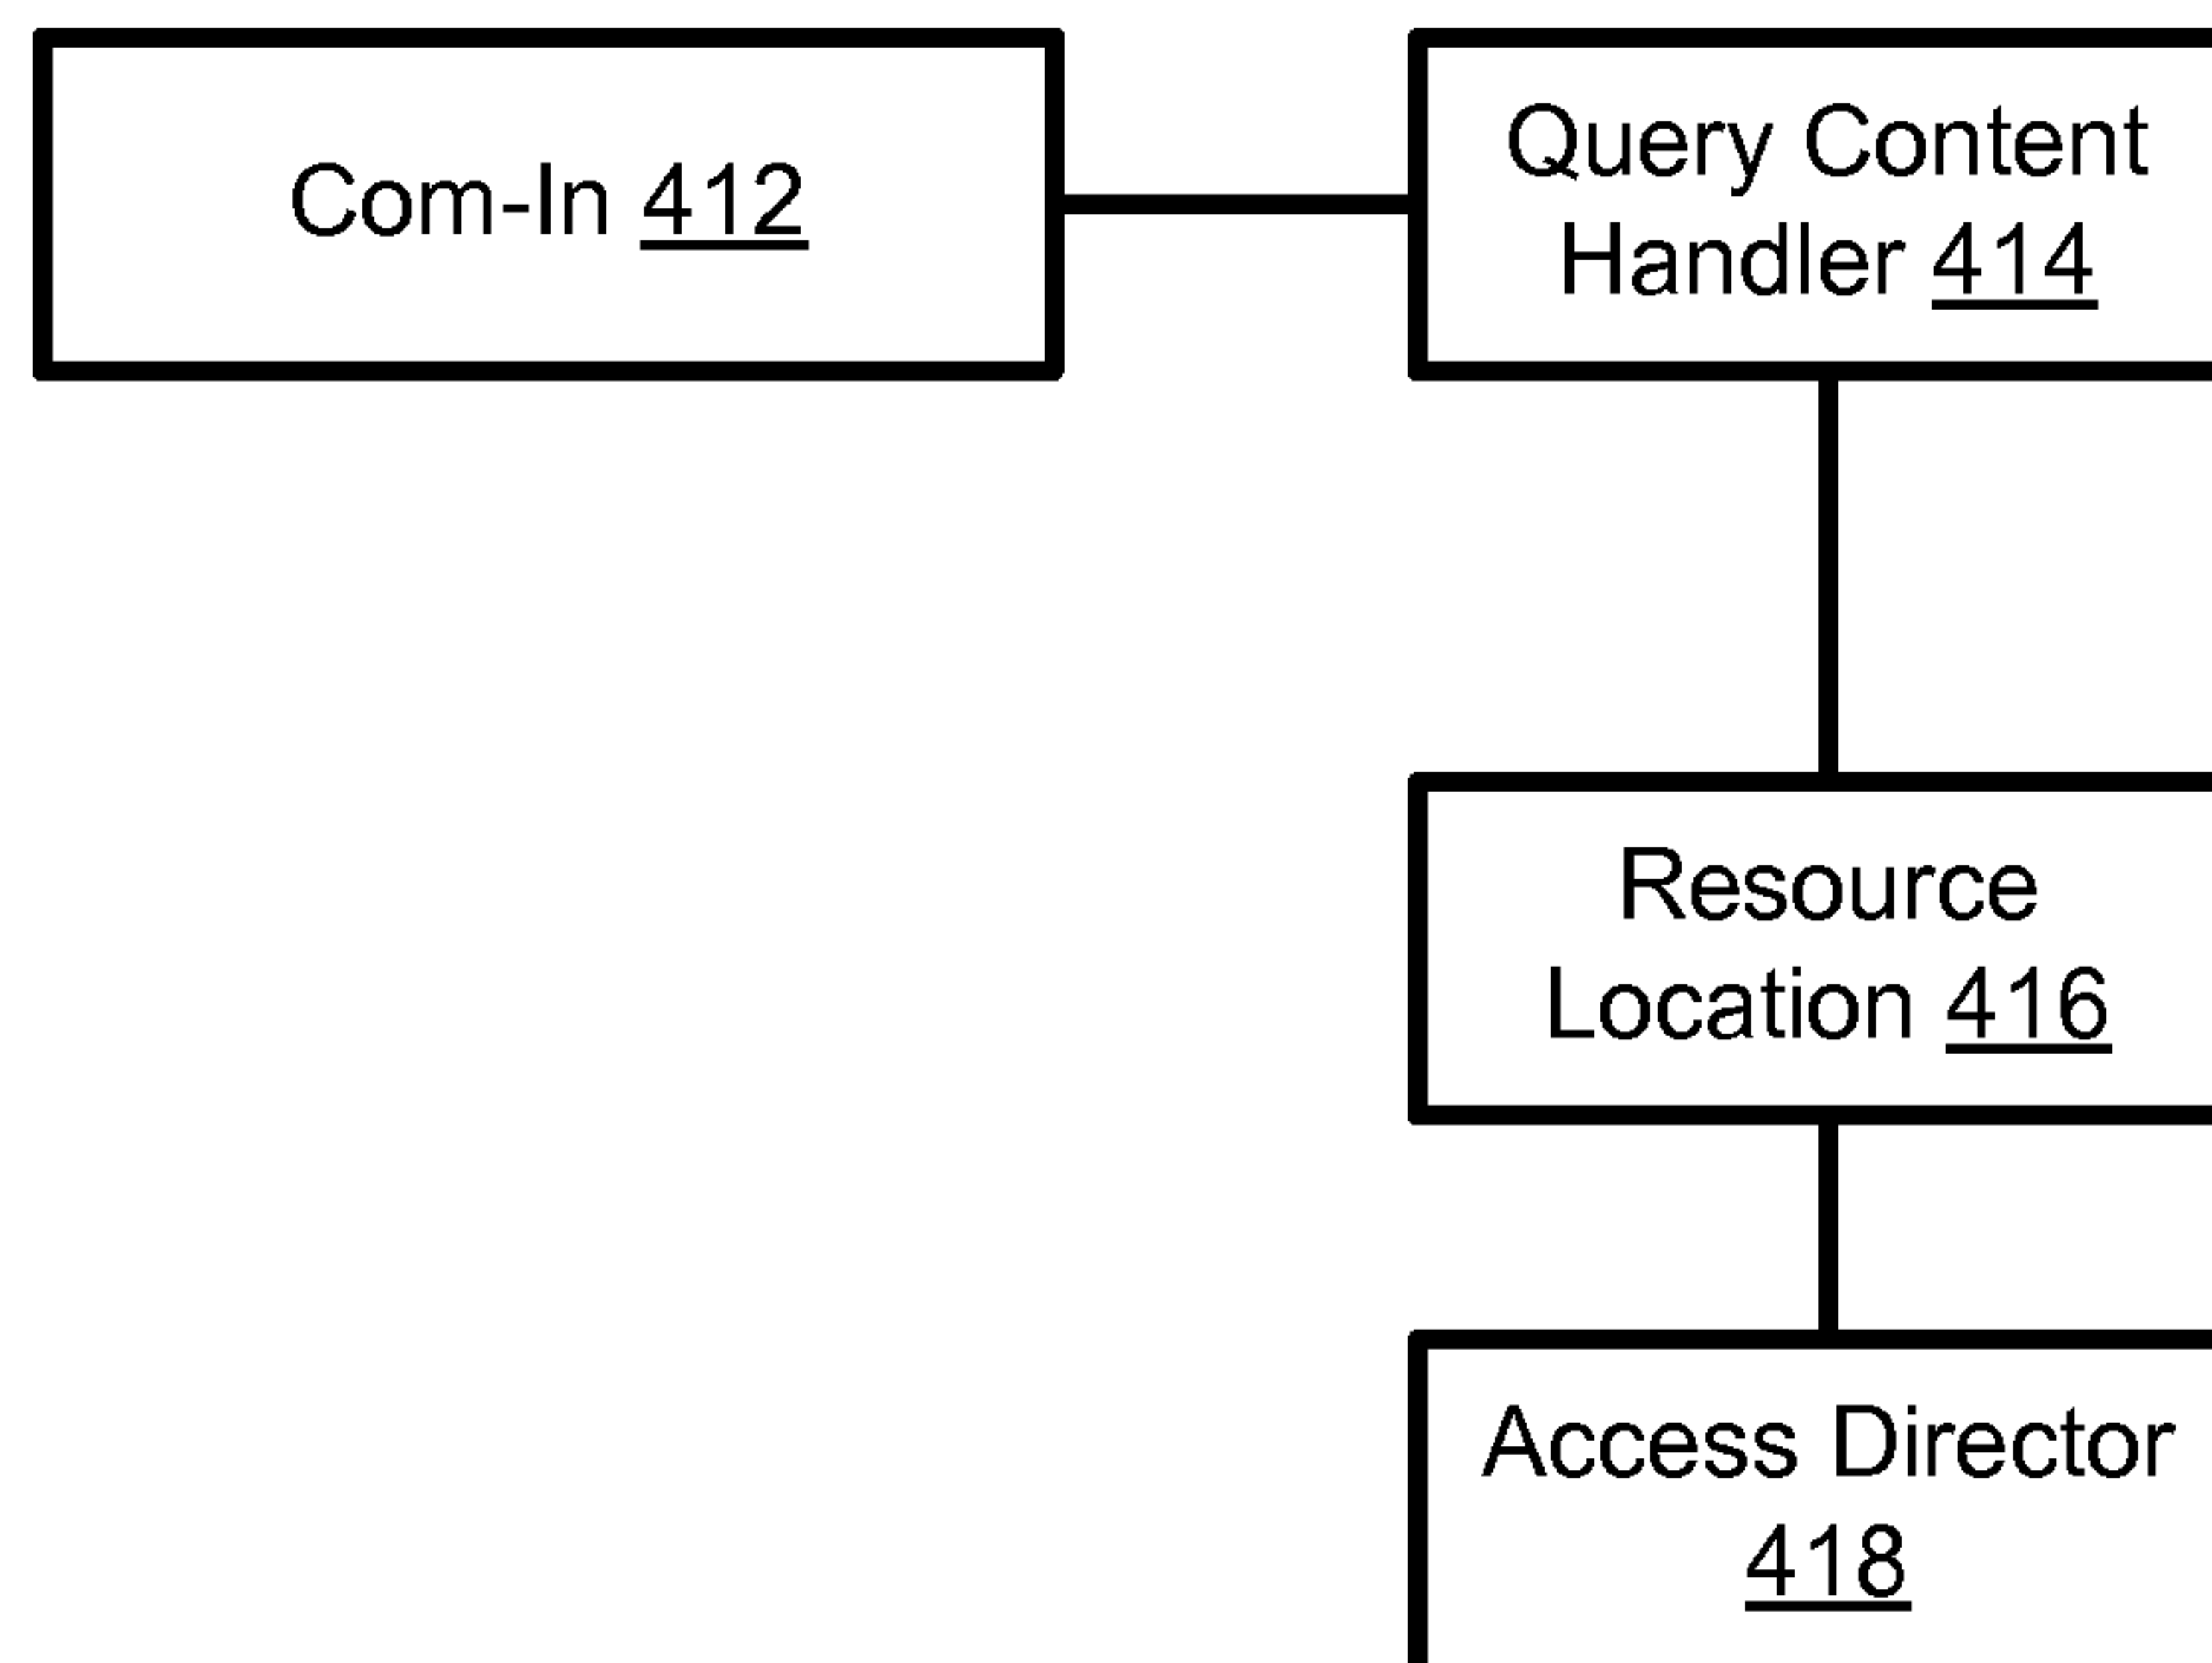 Com-In 412
Query Content
Handler 414
Resource
Location 416
Access Director
418